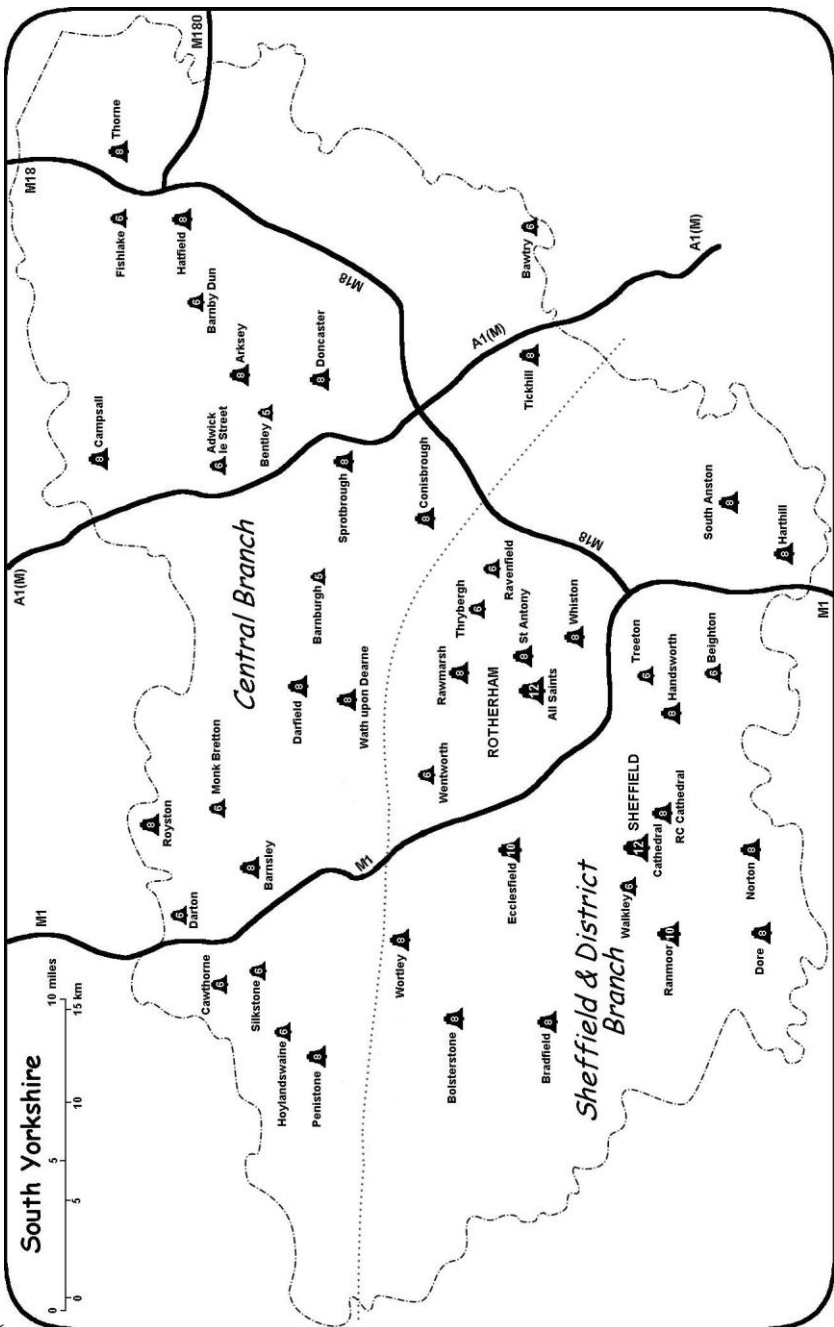 South Yorkshire
0 5 10 miles
0 5 10 15 km
M1
A1(M)
M18
M180
Central Branch
Royston
8
Darton
6
Monk Bretton
6
Cawthorne
6
Silkstone
6
Barnsley
8
Hoylandswaine
6
Penistone
8
Darfield
8
Wath upon Dearne
8
Barnburgh
6
Campsall
8
Adwick
le Street
6
Bentley
6
Arksey
8
Barnby Dun
6
Fishlake
6
Thorne
8
Hatfield
8
Doncaster
8
Sprotbrough
8
Conisbrough
8
M18
A1(M)
Tickhill
8
Bawtry
6
A1(M)
M1
Sheffield & District
Branch
Wortley
8
Bolsterstone
8
Bradfield
8
Ecclesfield
10
Wentworth
6
Rawmarsh
8
Thrybergh
6
Ravenfield
6
ROTHERHAM
St Antony
8
12
All Saints
Whiston
8
M18
Walkley
6
SHEFFIELD
12
Cathedral
RC Cathedral
8
Ranmoor
10
Treeton
6
Handsworth
8
Beighton
6
Norton
8
Dore
8
South Anston
8
Harthill
8
M1